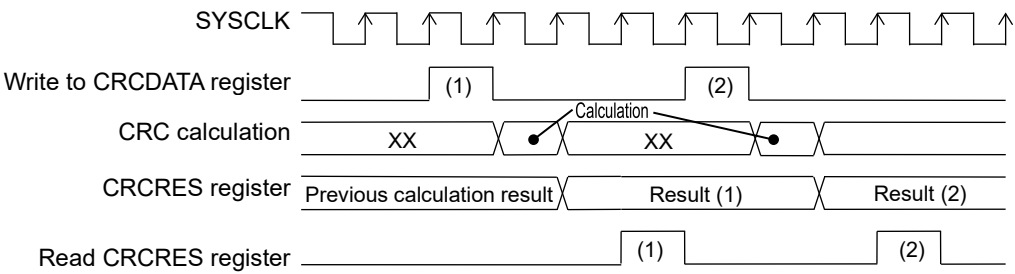 SYSCLK
Write to CRCDATA register
(1)
(2)
Calculation
CRC calculation
XX
XX
CRCRES register
Previous calculation result
Result (1)
Result (2)
Read CRCRES register
(1)
(2)